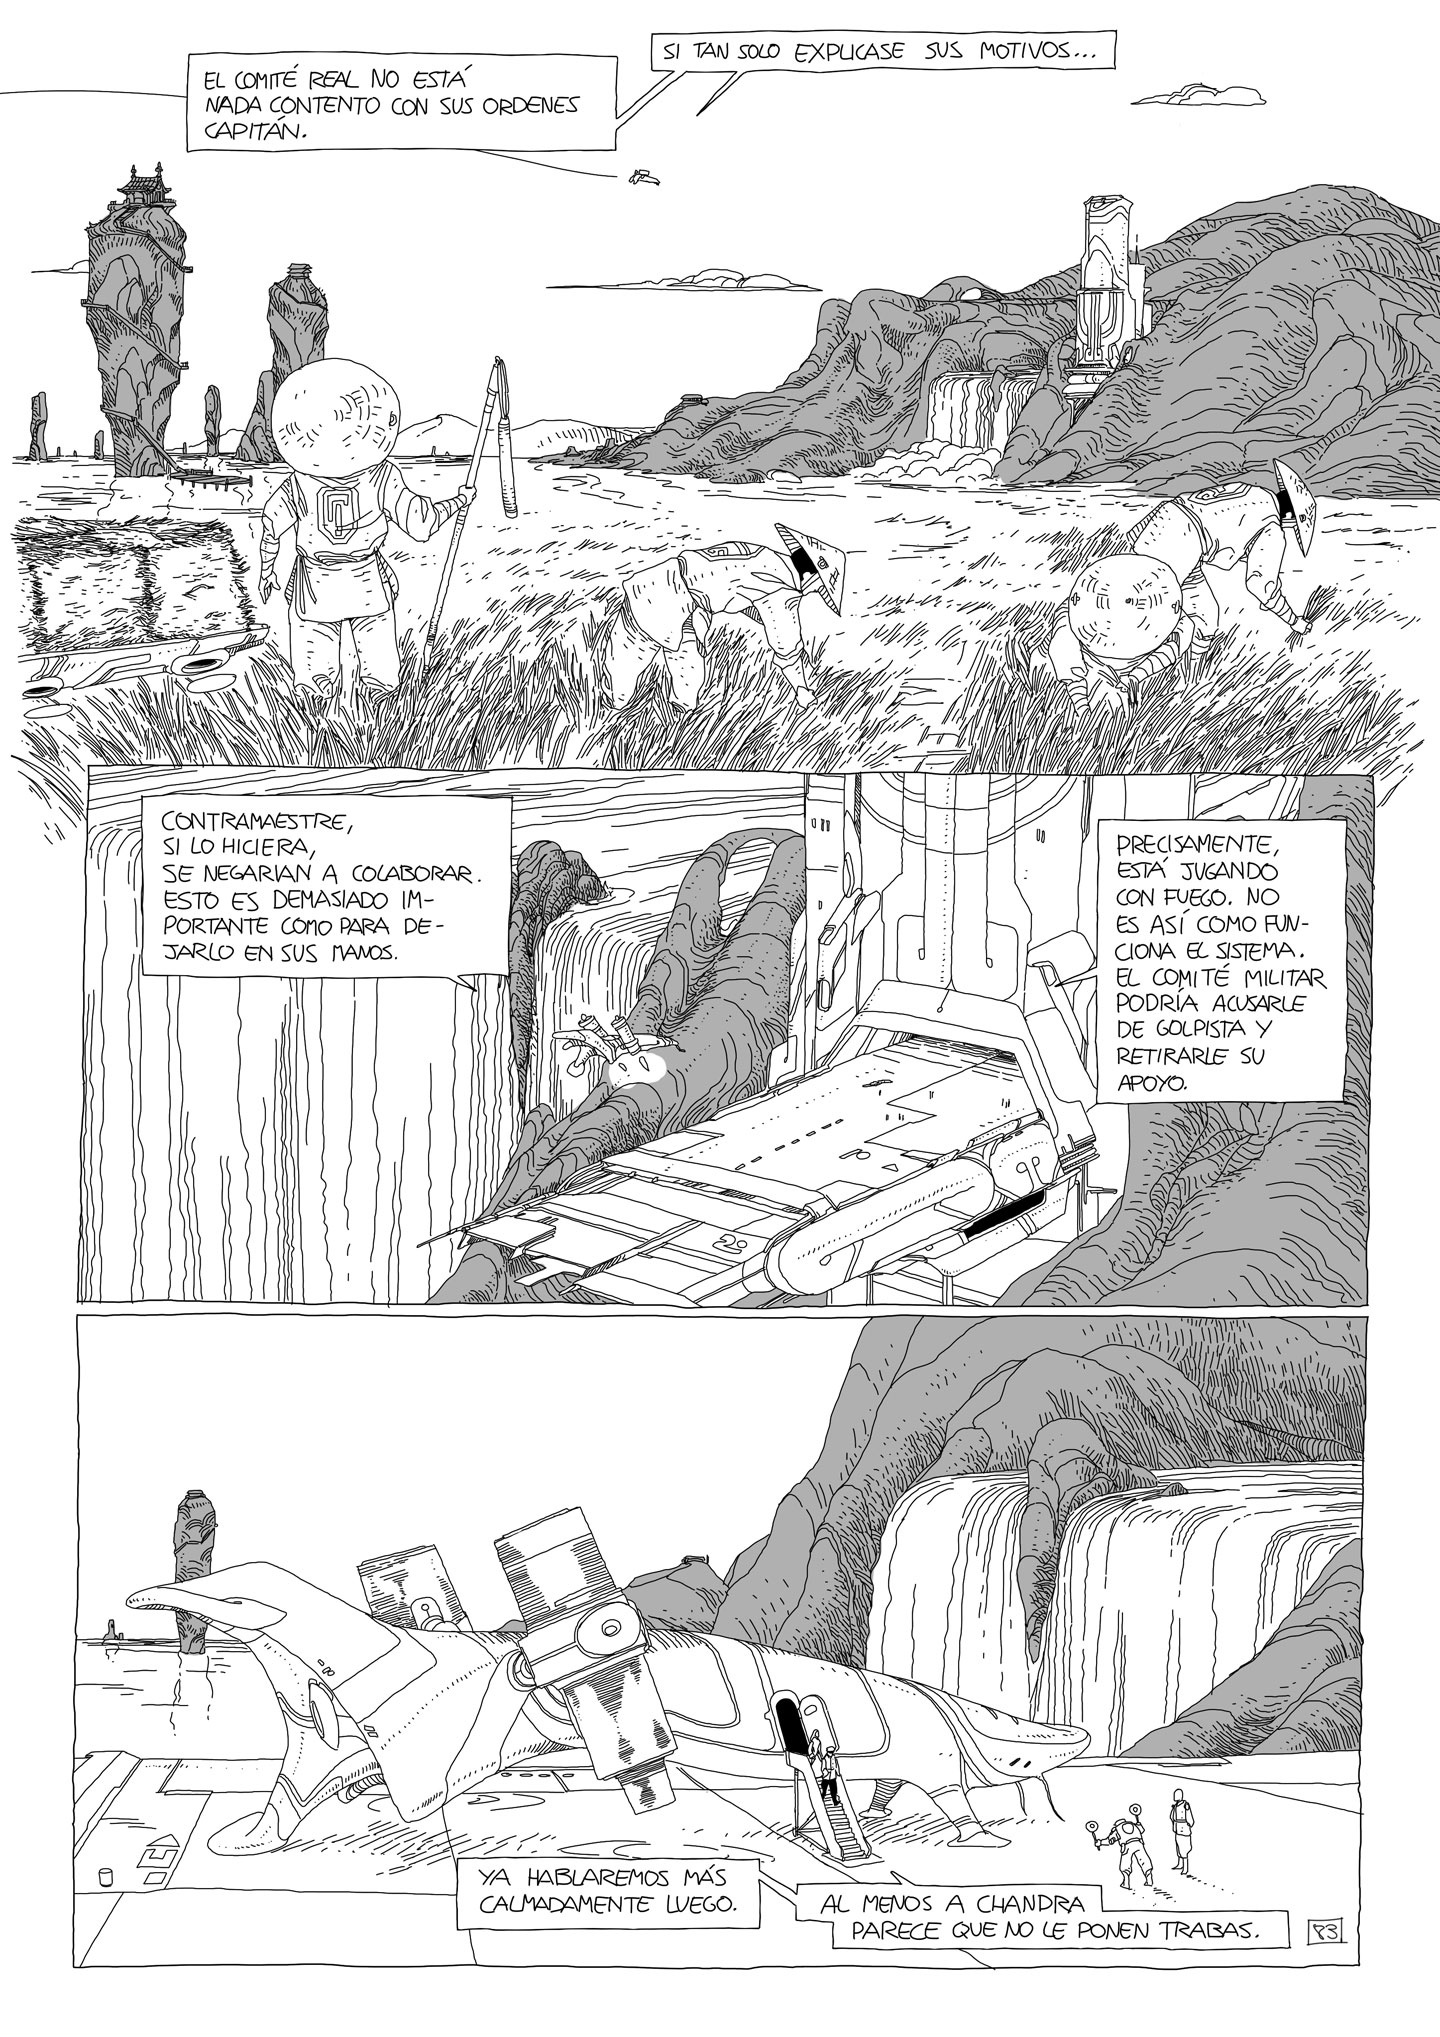 EL COMITÉ REAL NO ESTÁ
NADA CONTENTO CON SUS ORDENES
CAPITÁN.
SI TAN SOLO EXPLICASE SUS MOTIVOS...
CONTRAMAESTRE,
SI LO HICIERA,
SE NEGARIAN A COLABORAR.
ESTO ES DEMASIADO IM-
PORTANTE COMO PARA DE-
JARLO EN SUS MANOS.
PRECISAMENTE,
ESTÁ JUGANDO
CON FUEGO. NO
ES ASÍ COMO FUN-
CIONA EL SISTEMA.
EL COMITÉ MILITAR
PODRÍA ACUSARLE
DE GOLPISTA Y
RETIRARLE SU
APOYO.
YA HABLAREMOS MÁS
CALMADAMENTE LUEGO.
AL MENOS A CHANDRA
PARECE QUE NO LE PONEN TRABAS.
83